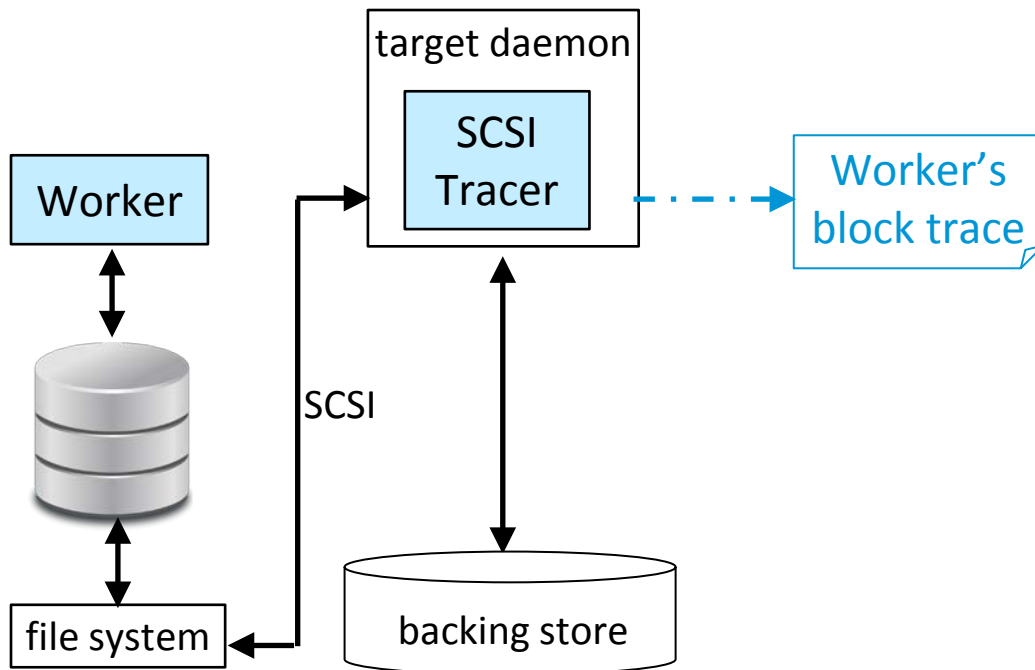 target daemon
SCSI
Tracer
Worker
Worker’s
block trace
SCSI
file system
backing store